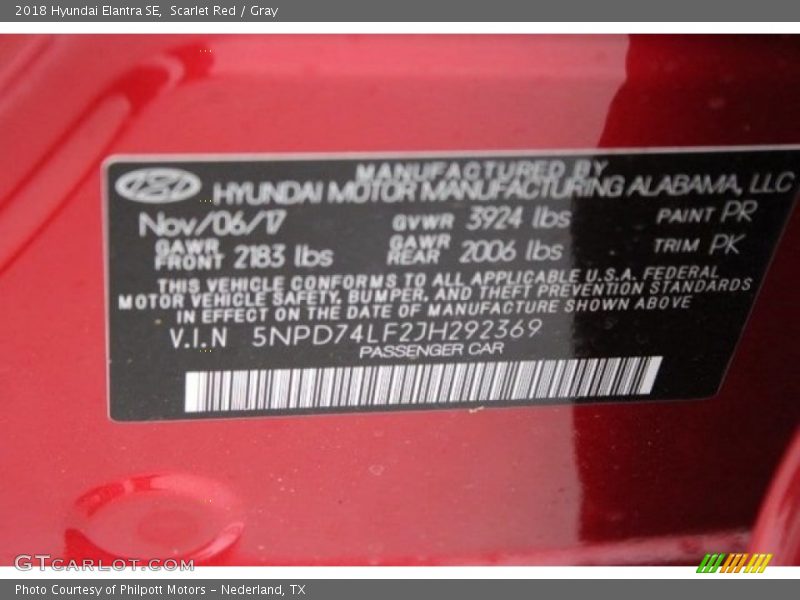 2018 Hyundai Elantra SE, Scarlet Red / Gray
MANUFACTURED BY
HYUNDAI MOTOR MANUFACTURING ALABAMA, LLC
Nov/06/17 GVWR 3924 lbs PAINT PR
GAWR FRONT 2183 lbs GAWR REAR 2006 lbs TRIM PK
THIS VEHICLE CONFORMS TO ALL APPLICABLE U.S.A. FEDERAL
MOTOR VEHICLE SAFETY, BUMPER, AND THEFT PREVENTION STANDARDS
IN EFFECT ON THE DATE OF MANUFACTURE SHOWN ABOVE
V.I.N 5NPD74LF2JH292369
PASSENGER CAR
GTCARLOT.COM
Photo Courtesy of Philpott Motors - Nederland, TX